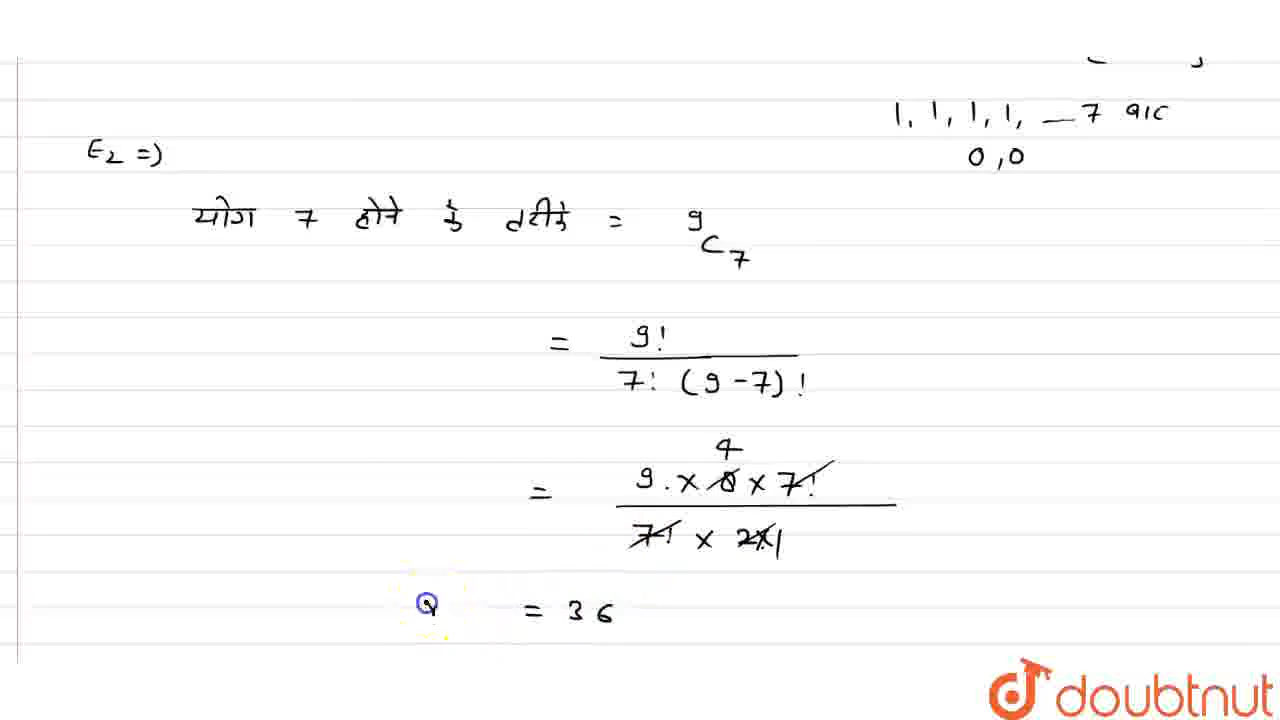 1, 1, 1, 1, — 7 बार
0, 0
E₂ ⇒
योग 7 होने के तरीके = ⁹C₇
= 9! / 7! (9-7)!
4
= 9 . × 8 × 7! / 7! × 2×1
= 36
doubtnut